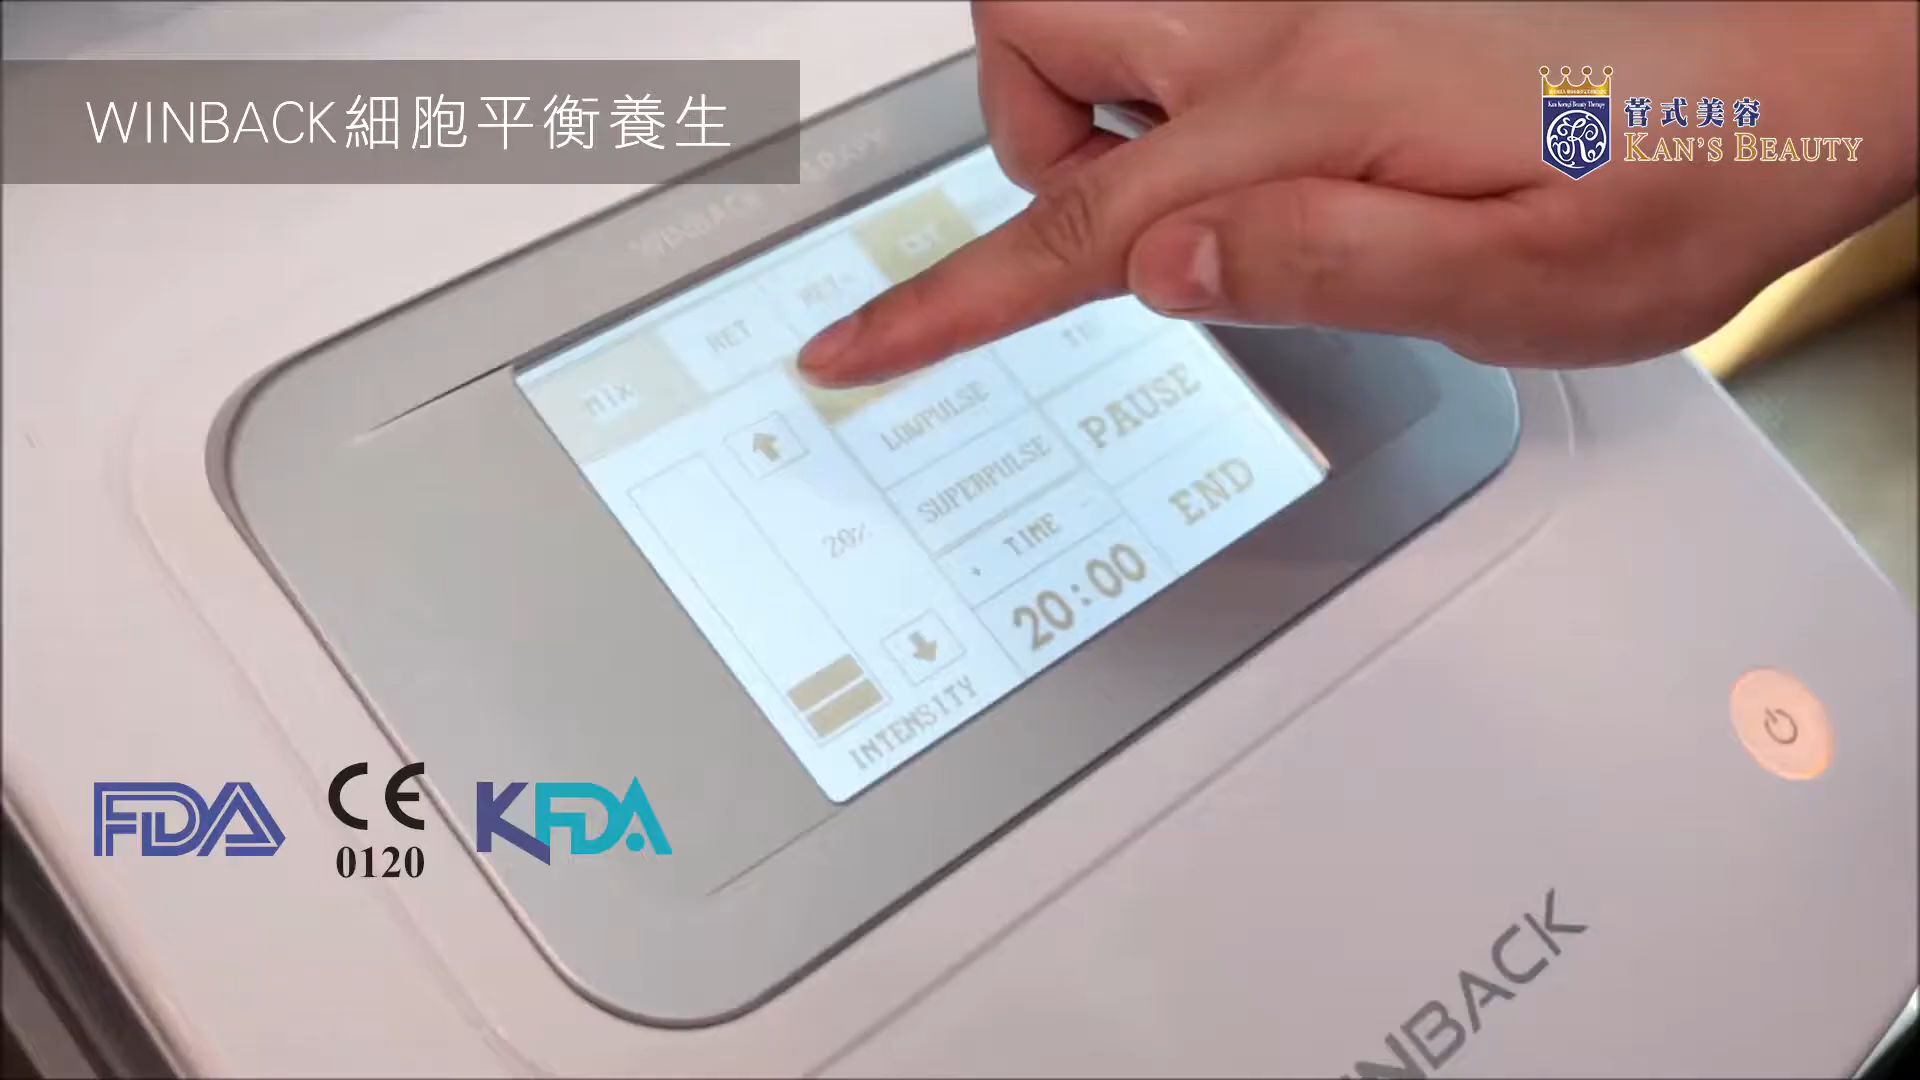 WINBACK細胞平衡養生
菅式美容
KAN'S BEAUTY
MIX
RET
LOWPULSE
SUPERPULSE
PAUSE
END
20%
TIME
20:00
INTENSITY
FDA
CE
0120
KFDA
WINBACK